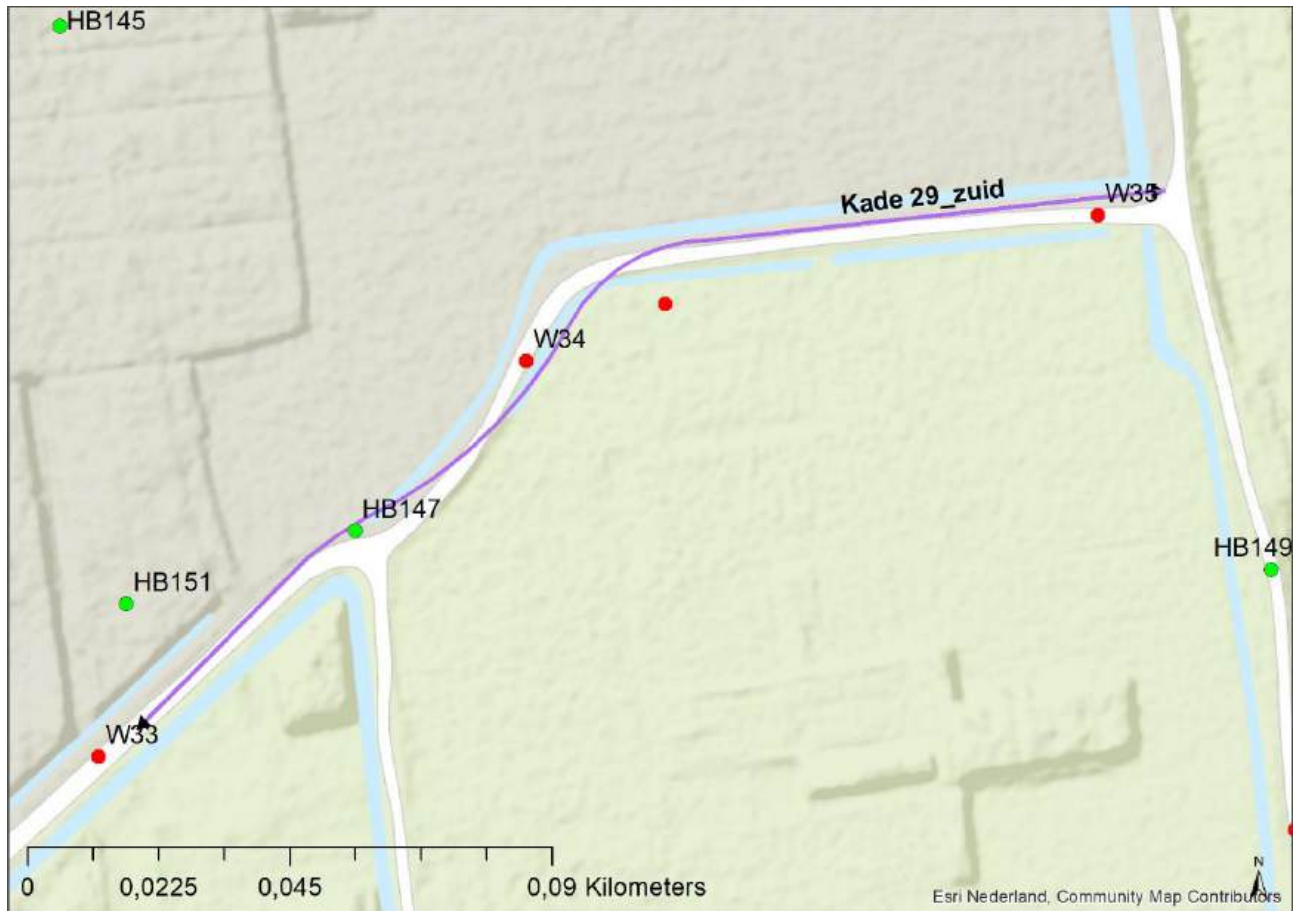 HB145
Kade 29_zuid
W35
W34
HB147
HB149
HB151
W33
0
0,0225
0,045
0,09 Kilometers
N
Esri Nederland, Community Map Contributors